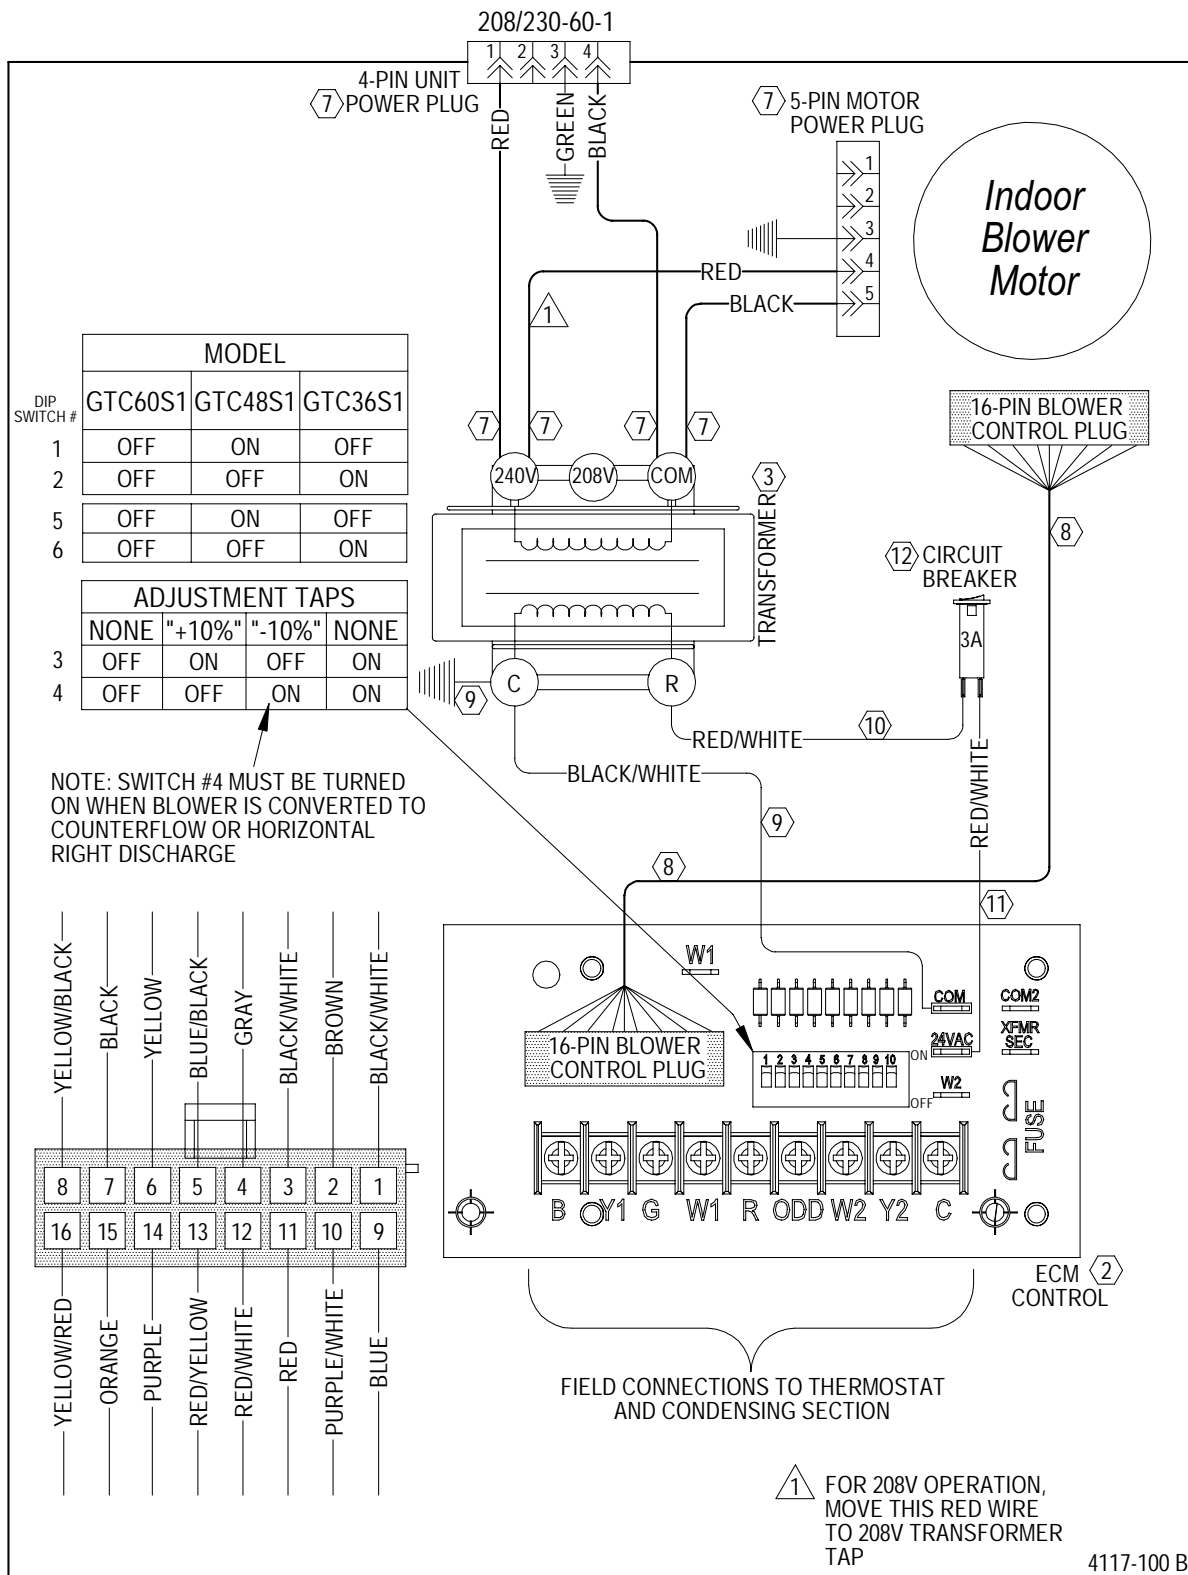 208/230-60-1
1 2 3 4
4-PIN UNIT
7 POWER PLUG
RED
GREEN
BLACK
7 5-PIN MOTOR
POWER PLUG
1
2
3
4
5
Indoor
Blower
Motor
RED
BLACK
1
MODEL
DIP
SWITCH #
GTC60S1 GTC48S1 GTC36S1
1 OFF ON OFF
2 OFF OFF ON
5 OFF ON OFF
6 OFF OFF ON
ADJUSTMENT TAPS
NONE "+10%" "-10%" NONE
3 OFF ON OFF ON
4 OFF OFF ON ON
NOTE: SWITCH #4 MUST BE TURNED
ON WHEN BLOWER IS CONVERTED TO
COUNTERFLOW OR HORIZONTAL
RIGHT DISCHARGE
7 7 7 7
240V 208V COM
3
TRANSFORMER
C R
9
RED/WHITE
10
BLACK/WHITE
9
16-PIN BLOWER
CONTROL PLUG
8
12 CIRCUIT
BREAKER
3A
RED/WHITE
8
11
W1
COM COM2
24VAC XFMR
SEC
W2
FUSE
16-PIN BLOWER
CONTROL PLUG
1 2 3 4 5 6 7 8 9 10
ON
OFF
B Y1 G W1 R ODD W2 Y2 C
ECM 2
CONTROL
FIELD CONNECTIONS TO THERMOSTAT
AND CONDENSING SECTION
YELLOW/BLACK
BLACK
YELLOW
BLUE/BLACK
GRAY
BLACK/WHITE
BROWN
BLACK/WHITE
8 7 6 5 4 3 2 1
16 15 14 13 12 11 10 9
YELLOW/RED
ORANGE
PURPLE
RED/YELLOW
RED/WHITE
RED
PURPLE/WHITE
BLUE
1 FOR 208V OPERATION,
MOVE THIS RED WIRE
TO 208V TRANSFORMER
TAP
4117-100 B